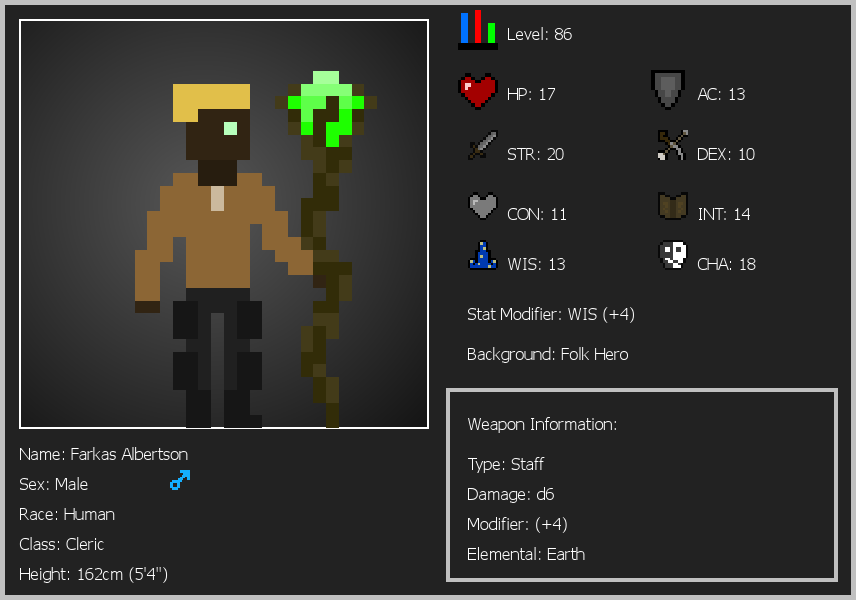 Level: 86
HP: 17
AC: 13
STR: 20
DEX: 10
CON: 11
INT: 14
WIS: 13
CHA: 18
Stat Modifier: WIS (+4)
Background: Folk Hero
Weapon Information:
Type: Staff
Damage: d6
Modifier: (+4)
Elemental: Earth
Name: Farkas Albertson
Sex: Male
Race: Human
Class: Cleric
Height: 162cm (5'4")